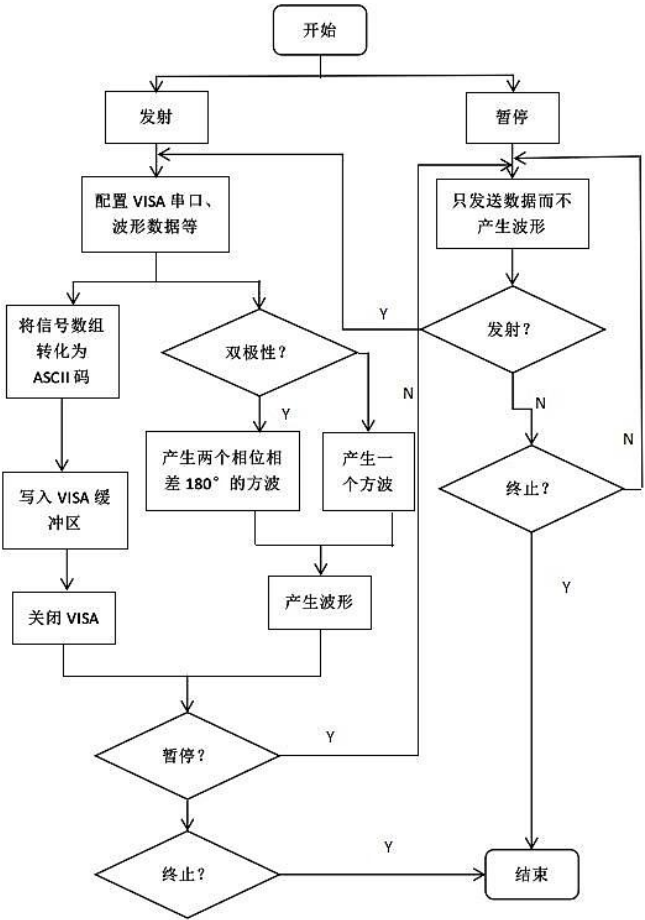 开始
发射
暂停
配置 VISA 串口、
波形数据等
只发送数据而不
产生波形
将信号数组
转化为
ASCII 码
双极性？
Y
发射？
N
Y
N
N
产生两个相位相
差 180° 的方波
产生一
个方波
终止？
写入 VISA 缓
冲区
产生波形
关闭 VISA
Y
暂停？
Y
终止？
Y
结束